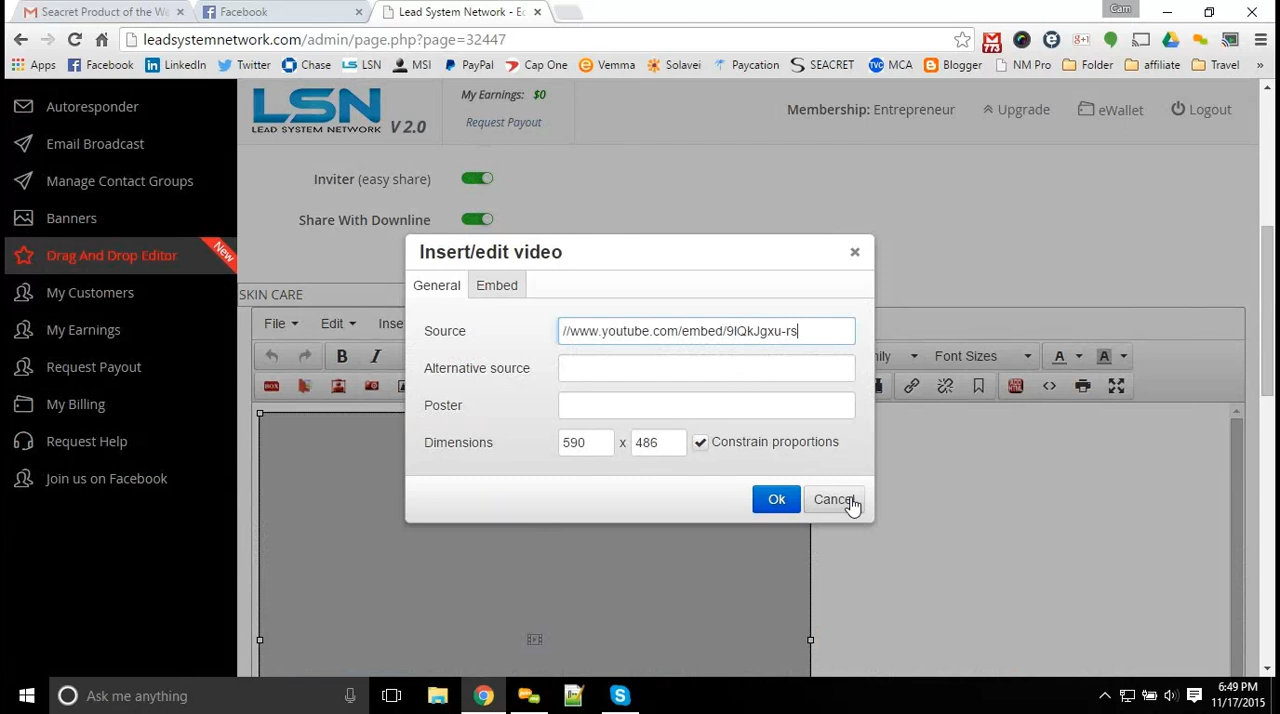 Seacret Product of the We
Facebook
Lead System Network - Ec
Cam
leadsystemnetwork.com/admin/page.php?page=32447
773
Apps Facebook LinkedIn Twitter Chase LSN MSI PayPal Cap One Vemma Solavei Paycation SEACRET MCA Blogger NM Pro Folder affiliate Travel »
Autoresponder
Email Broadcast
Manage Contact Groups
Banners
Drag And Drop Editor
New
My Customers
My Earnings
Request Payout
My Billing
Request Help
Join us on Facebook
LSN
LEAD SYSTEM NETWORK V 2.0
My Earnings: $0
Request Payout
Membership: Entrepreneur
Upgrade
eWallet
Logout
Inviter (easy share)
Share With Downline
SKIN CARE
File Edit Inse
B I
mily Font Sizes A A
Insert/edit video
General Embed
Source //www.youtube.com/embed/9IQkJgxu-rs
Alternative source
Poster
Dimensions 590 x 486 Constrain proportions
Ok Cancel
Ask me anything
6:49 PM
11/17/2015